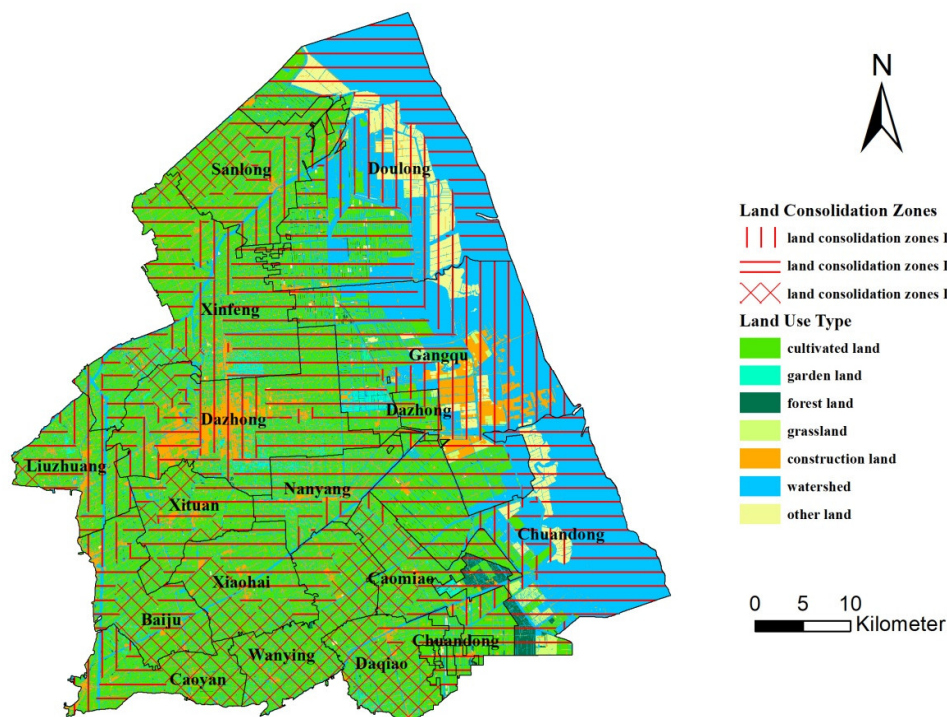 N
Sanlong
Doulong
Xinfeng
Gangqu
Dazhong
Dazhong
Liuzhuang
Nanyang
Xituan
Chuandong
Xiaohai
Caomiao
Baiju
Chuandong
Wanying
Daqiao
Caoyan
Land Consolidation Zones
land consolidation zones I
land consolidation zones I
land consolidation zones I
Land Use Type
cultivated land
garden land
forest land
grassland
construction land
watershed
other land
0 5 10
Kilometer